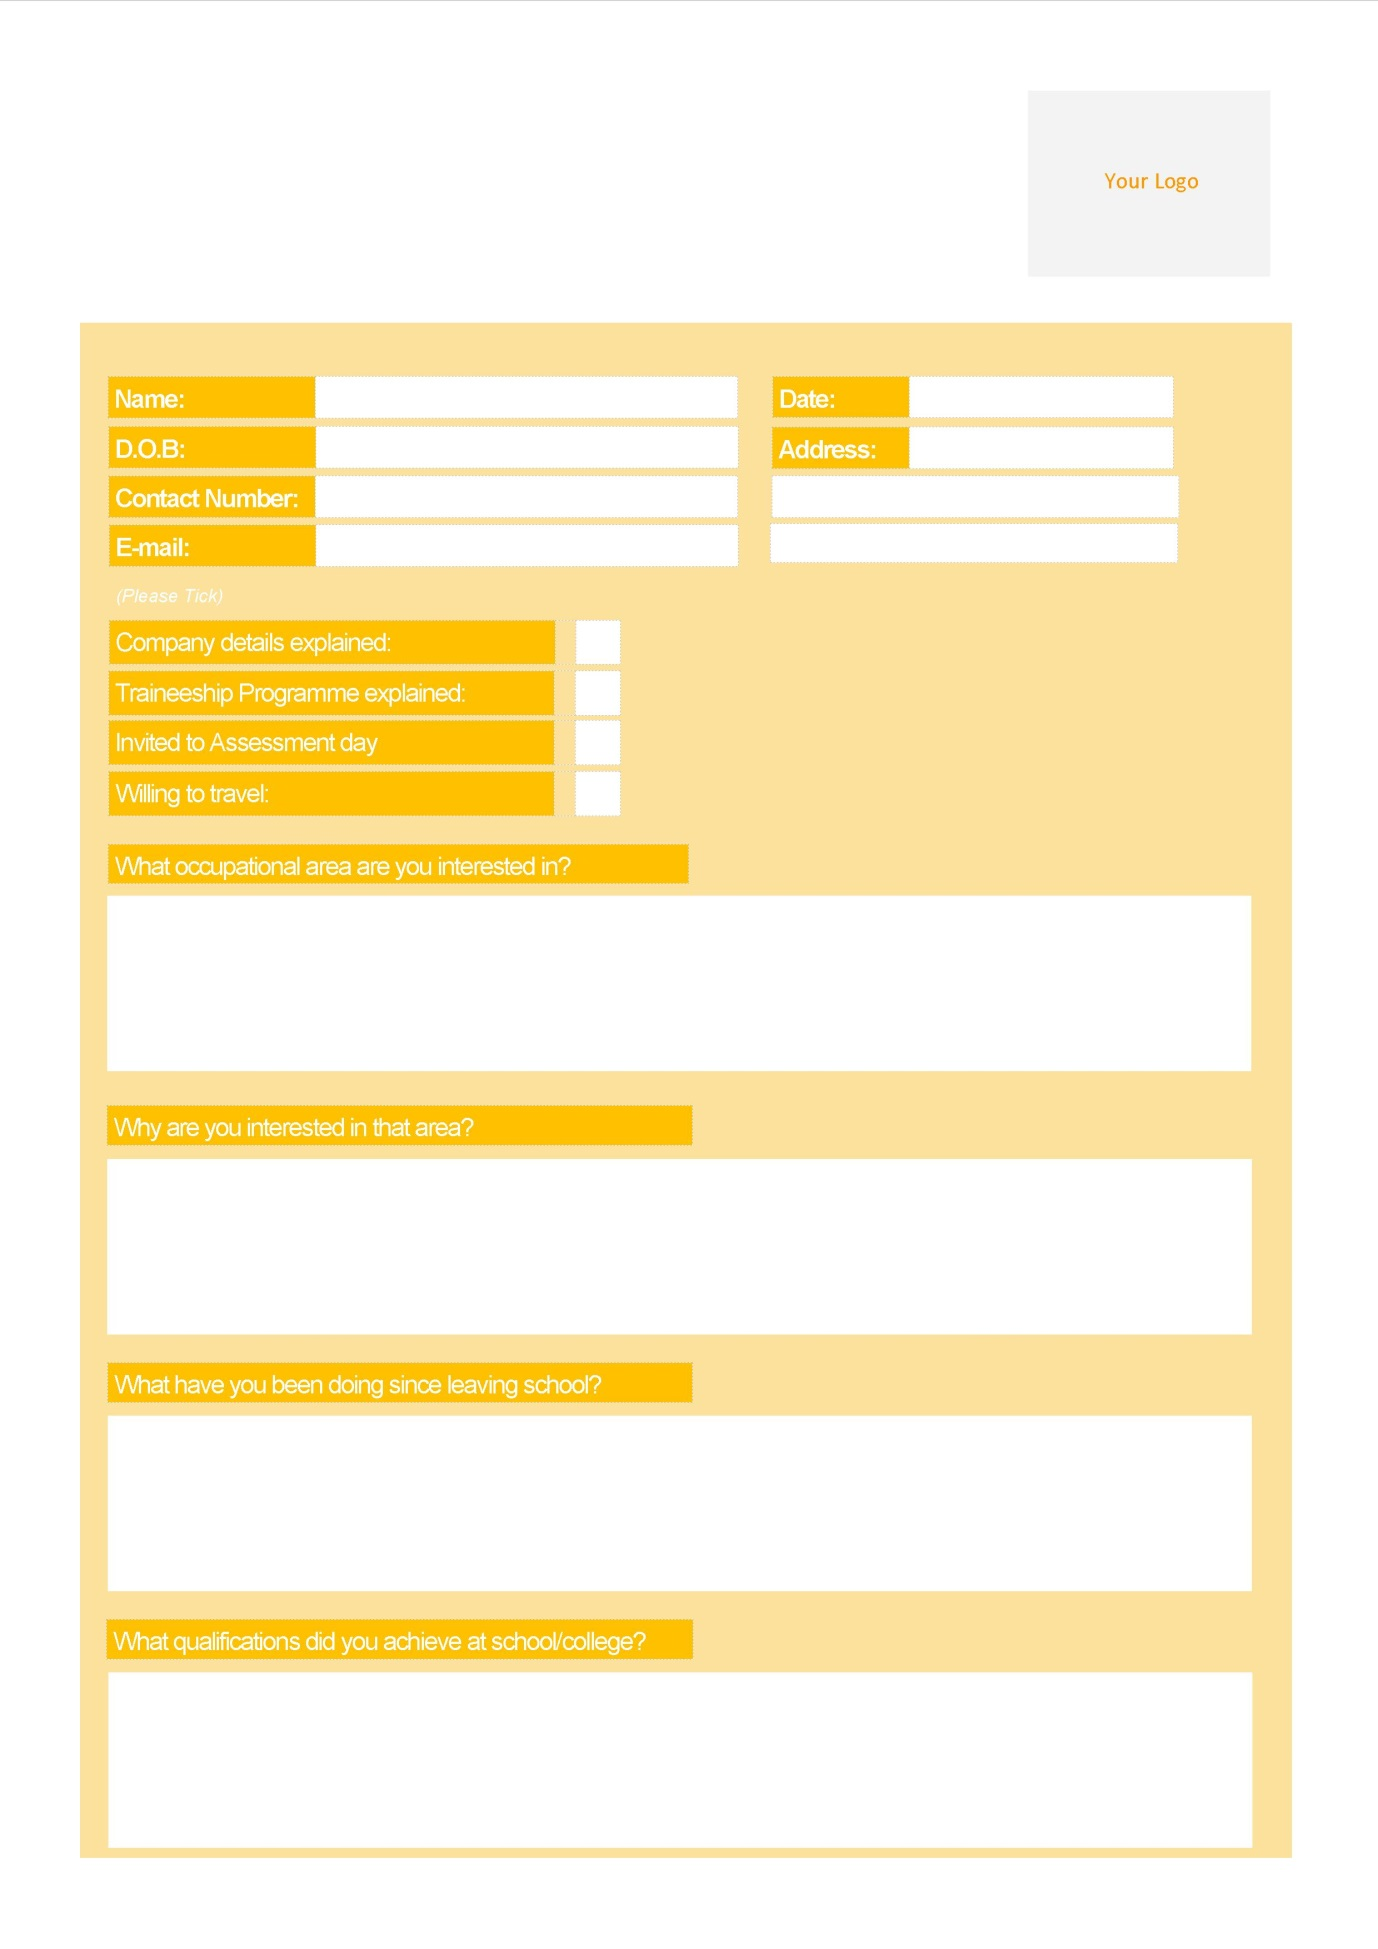 Your Logo
Name:
Date:
D.O.B:
Address:
Contact Number:
E-mail:
(Please Tick)
Company details explained:
Traineeship Programme explained:
Invited to Assessment day
Willing to travel:
What occupational area are you interested in?
Why are you interested in that area?
What have you been doing since leaving school?
What qualifications did you achieve at school/college?